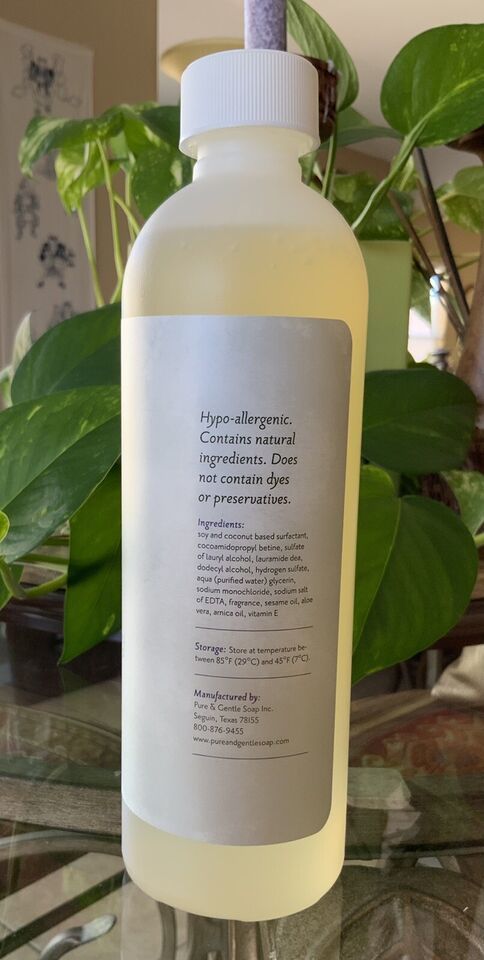 Hypo-allergenic.
Contains natural
ingredients. Does
not contain dyes
or preservatives.
Ingredients:
soy and coconut based surfactant,
cocoamidopropyl betine, sulfate
of lauryl alcohol, (auramide dea,
dodecyl alcohol, hydrogen sulfate,
aqua (purified water) glycerin,
sodium monochloride, sodium salt
of EDTA, fragrance, sesame oil, aloe
vera, arnica oil, vitamin E
Storage: Store at temperature be-
tween 85°F (29°C) and 45°F (7°C).
Manufactured by:
Pure & Gentle Soap Inc.
Seguin, Texas 78155
800-876-9455
www.pureandgentlesoap.com